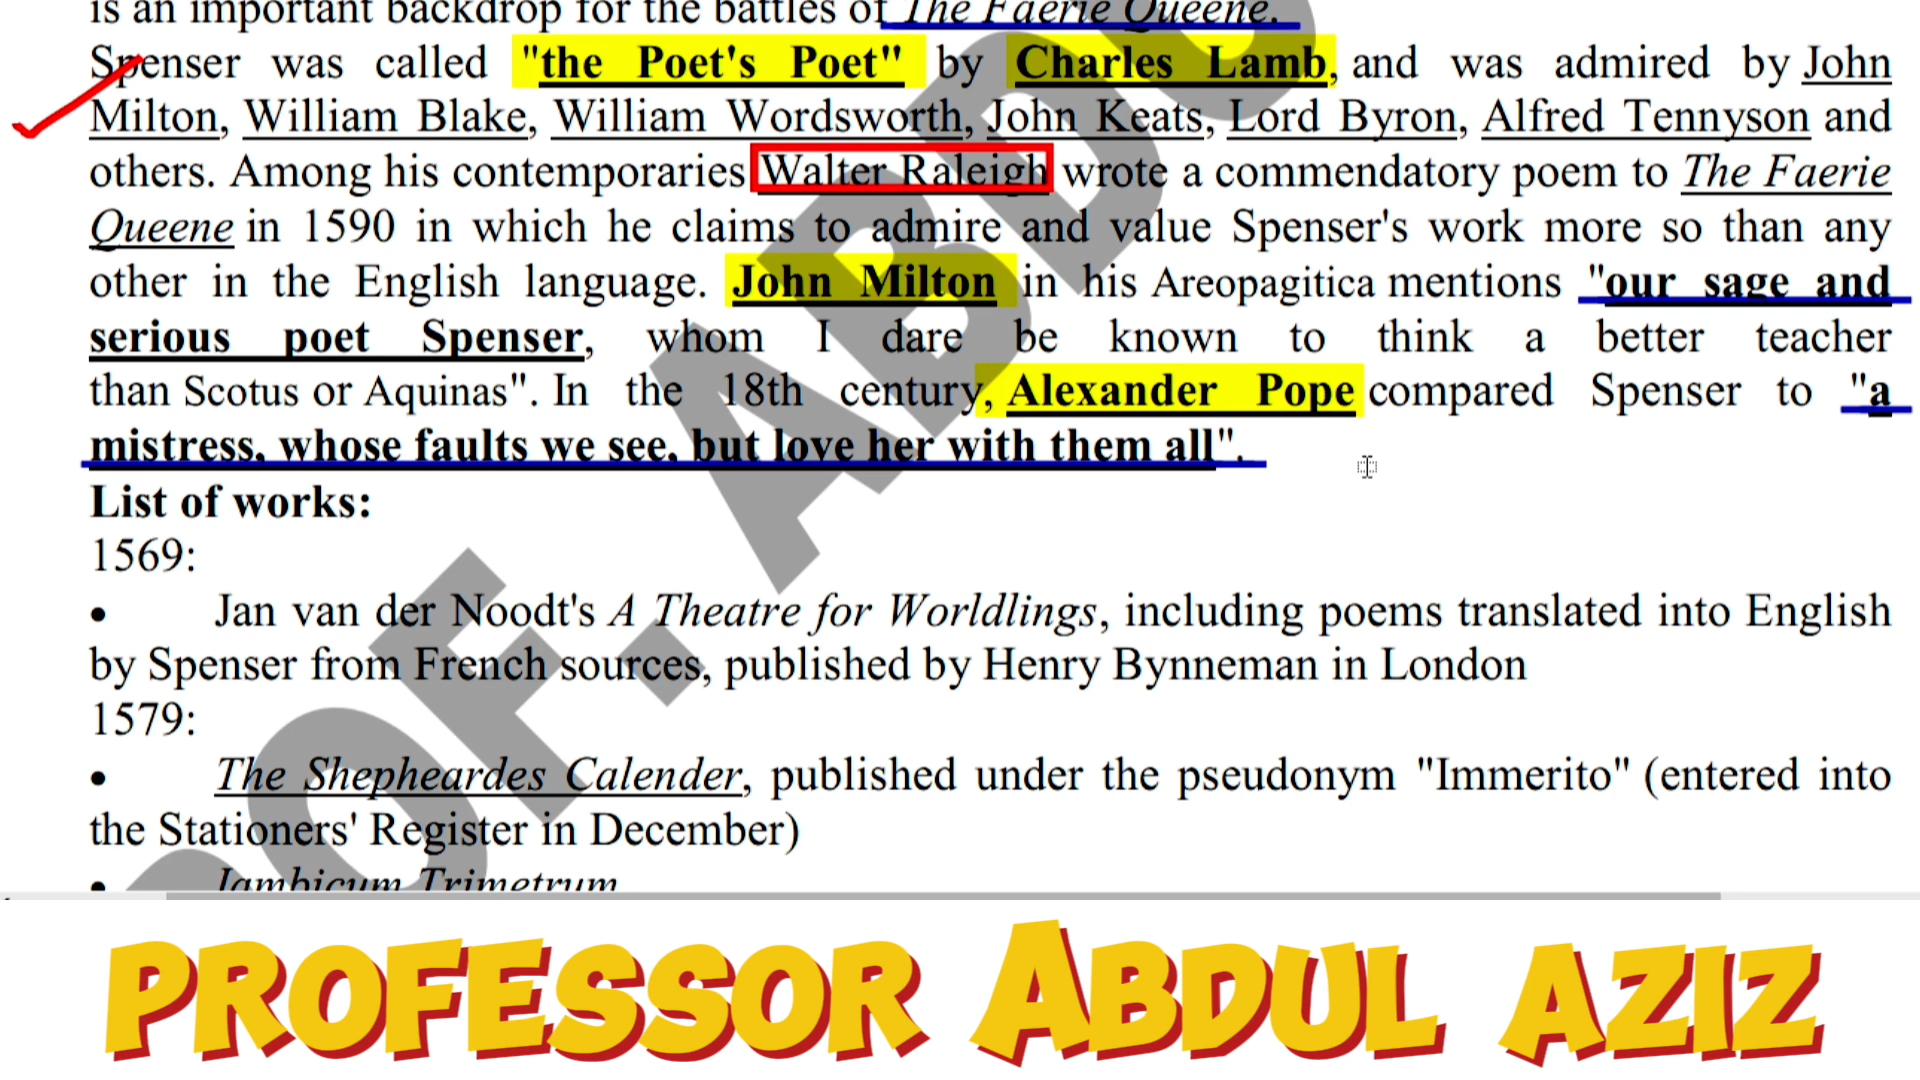 is an important backdrop for the battles of The Faerie Queene.
Spenser was called "the Poet's Poet" by Charles Lamb, and was admired by John
Milton, William Blake, William Wordsworth, John Keats, Lord Byron, Alfred Tennyson and
others. Among his contemporaries Walter Raleigh wrote a commendatory poem to The Faerie
Queene in 1590 in which he claims to admire and value Spenser's work more so than any
other in the English language. John Milton in his Areopagitica mentions "our sage and
serious poet Spenser, whom I dare be known to think a better teacher
than Scotus or Aquinas". In the 18th century, Alexander Pope compared Spenser to "a
mistress, whose faults we see, but love her with them all".
List of works:
1569:
• Jan van der Noodt's A Theatre for Worldlings, including poems translated into English
by Spenser from French sources, published by Henry Bynneman in London
1579:
• The Shepheardes Calender, published under the pseudonym "Immerito" (entered into
the Stationers' Register in December)
• Iambicum Trimetrum
PROF. ABDU
PROFESSOR ABDUL AZIZ